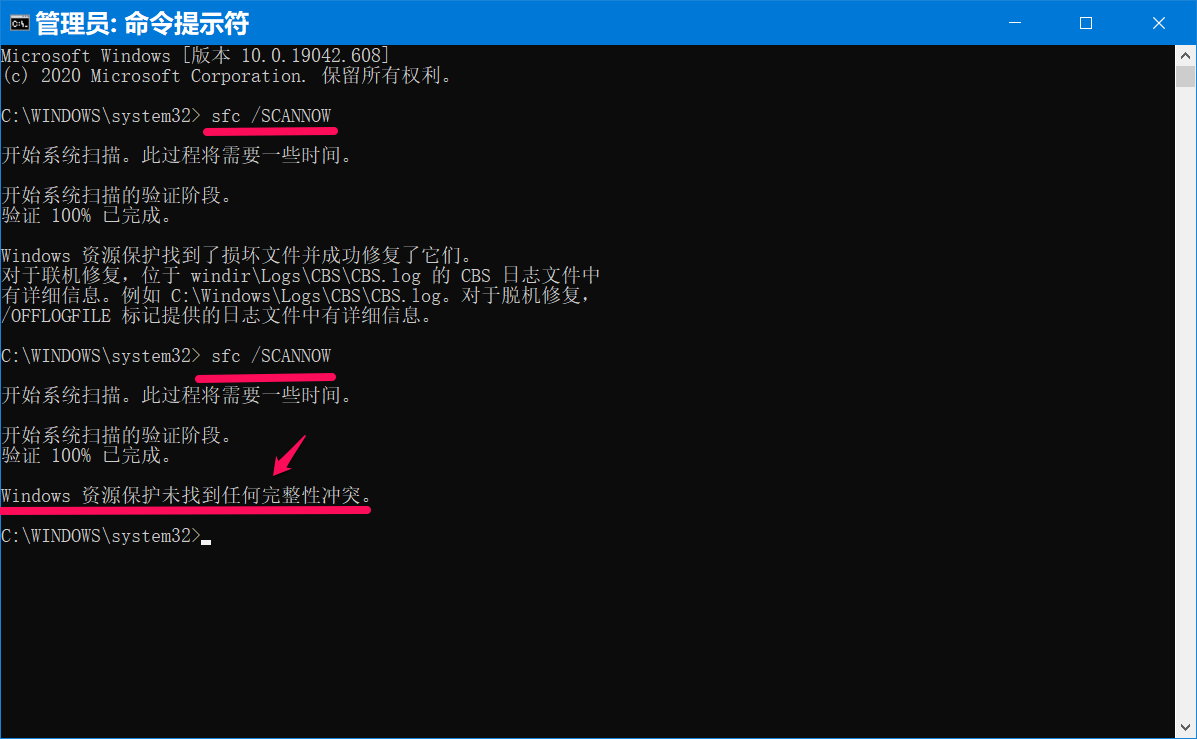 管理员: 命令提示符
Microsoft Windows [版本 10.0.19042.608]
(c) 2020 Microsoft Corporation. 保留所有权利。
C:\WINDOWS\system32> sfc /SCANNOW
开始系统扫描。此过程将需要一些时间。
开始系统扫描的验证阶段。
验证 100% 已完成。
Windows 资源保护找到了损坏文件并成功修复了它们。
对于联机修复，位于 windir\Logs\CBS\CBS.log 的 CBS 日志文件中
有详细信息。例如 C:\Windows\Logs\CBS\CBS.log。对于脱机修复，
/OFFLOGFILE 标记提供的日志文件中有详细信息。
C:\WINDOWS\system32> sfc /SCANNOW
开始系统扫描。此过程将需要一些时间。
开始系统扫描的验证阶段。
验证 100% 已完成。
Windows 资源保护未找到任何完整性冲突。
C:\WINDOWS\system32>